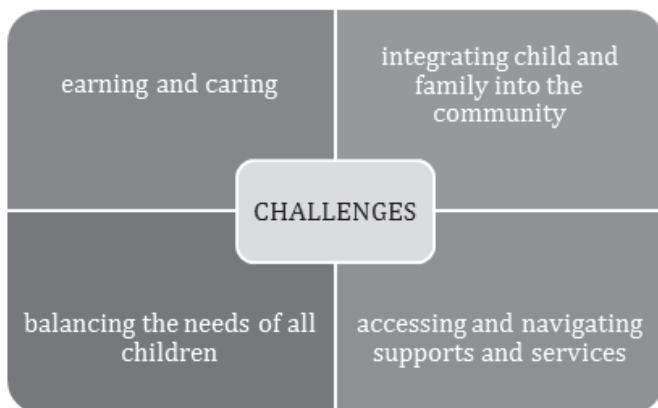 earning and caring
integrating child and
family into the
community
CHALLENGES
balancing the needs of all
children
accessing and navigating
supports and services